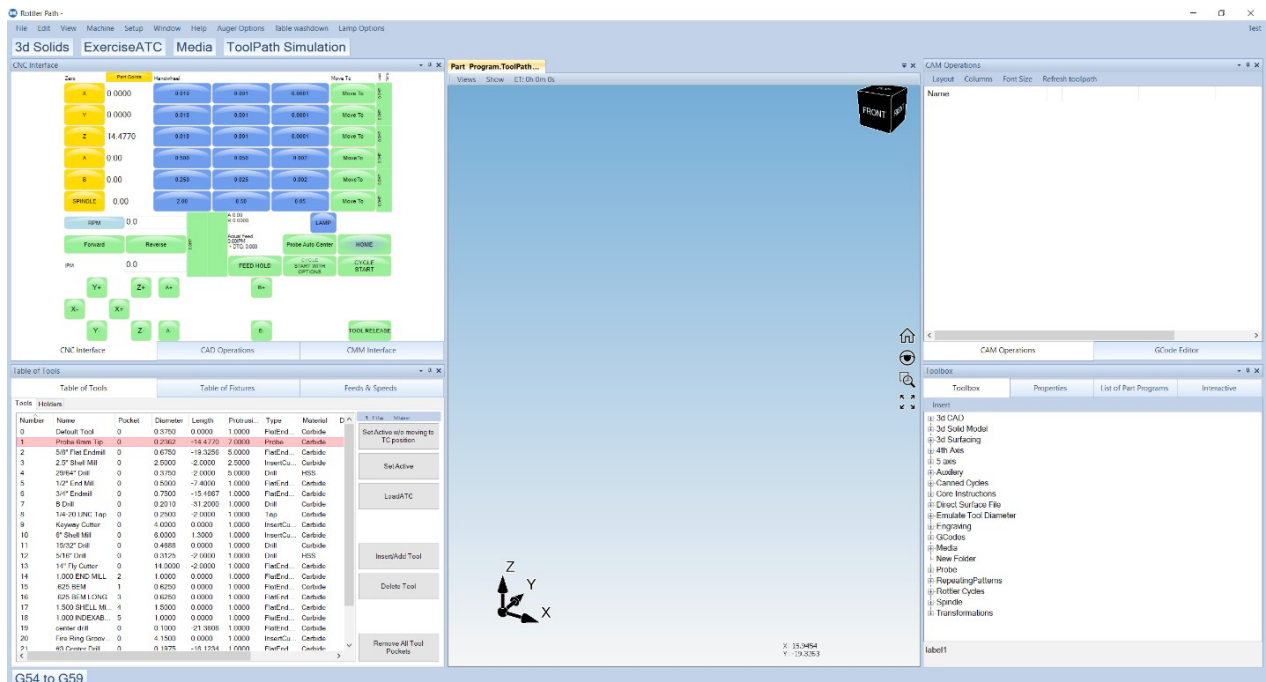 Rottler Path -
File Edit View Machine Setup Window Help Auger Options Table washdown Lamp Options Test
3d Solids ExerciseATC Media ToolPath Simulation
CNC Interface
Zero Part Center Handwheel Move To
X 0.0000 0.010 0.001 0.0001 Move To
Y 0.0000 0.010 0.001 0.0001 Move To
Z 14.4770 0.010 0.001 0.0001 Move To
A 0.00 0.500 0.050 0.002 Move To
B 0.00 0.250 0.025 0.002 Move To
SPINDLE 0.00 2.00 0.50 0.05 Move To
RPM 0.0 LAMP
Forward Reverse Actual Feed Probe Auto Center HOME
IPM 0.0 FEED HOLD CYCLE START WITH OPTIONS CYCLE START
Y+ Z+ A+ B+
X- X+
Y- Z- A- B- TOOL RELEASE
CNC Interface CAD Operations CMM Interface
Table of Tools
Table of Tools Table of Fixtures Feeds & Speeds
Tools Holders
Number Name Pocket Diameter Length Protrusi... Type Material D
0 Default Tool 0 0.3750 0.0000 1.0000 FlatEnd... Carbide
1 Probe 6mm Tip 0 0.2362 -14.4770 7.0000 Probe Carbide
2 5/8" Flat Endmill 0 0.6750 -19.3256 5.0000 FlatEnd... Carbide
3 2.5" Shell Mill 0 2.5000 -2.0000 2.5000 InsertCu... Carbide
4 29/64" Drill 0 0.3750 -2.0000 5.0000 Drill HSS
5 1/2" End Mill 0 0.5000 -7.4000 1.0000 FlatEnd... Carbide
6 3/4" Endmill 0 0.7500 -15.4667 1.0000 FlatEnd... Carbide
7 B Drill 0 0.2010 -31.2000 1.0000 Drill Carbide
8 1/4-20 UNC Tap 0 0.2500 -2.0000 1.0000 Tap Carbide
9 Keyway Cutter 0 4.0000 0.0000 1.0000 InsertCu... Carbide
10 6" Shell Mill 0 6.0000 1.3000 1.0000 InsertCu... Carbide
11 15/32" Drill 0 0.4688 0.0000 1.0000 Drill Carbide
12 5/16" Drill 0 0.3125 -2.0000 1.0000 Drill HSS
13 14" Fly Cutter 0 14.0000 -2.0000 1.0000 FlatEnd... Carbide
14 1.000 END MILL 2 1.0000 0.0000 1.0000 FlatEnd... Carbide
15 .625 BEM 1 0.6250 0.0000 1.0000 FlatEnd... Carbide
16 .625 BEM LONG 3 0.6250 0.0000 1.0000 FlatEnd... Carbide
17 1.500 SHELL MI... 4 1.5000 0.0000 1.0000 FlatEnd... Carbide
18 1.000 INDEXAB... 5 1.0000 0.0000 1.0000 FlatEnd... Carbide
19 center drill 0 0.1000 -21.3608 1.0000 FlatEnd... Carbide
20 Fire Ring Groov... 0 4.1500 0.0000 1.0000 InsertCu... Carbide
21 #3 Center Drill 0 0.1975 -16.1234 1.0000 FlatEnd... Carbide
Set Active w/o moving to
TC position
Set Active
LoadATC
Insert/Add Tool
Delete Tool
Remove All Tool
Pockets
G54 to G59
Part Program.ToolPath ...
Views Show ET: 0h 0m 0s
FRONT
Z
Y
X
X: 15.9454
Y: -19.3263
CAM Operations
Layout Columns Font Size Refresh toolpath
Name
CAM Operations GCode Editor
Toolbox
Toolbox Properties List of Part Programs Interactive
Insert
3d CAD
3d Solid Model
3d Surfacing
4th Axis
5 axis
Auxilery
Canned Cycles
Core Instructions
Direct Surface File
Emulate Tool Diameter
Engraving
GCodes
Media
New Folder
Probe
RepeatingPatterns
Rottler Cycles
Spindle
Transformations
label1